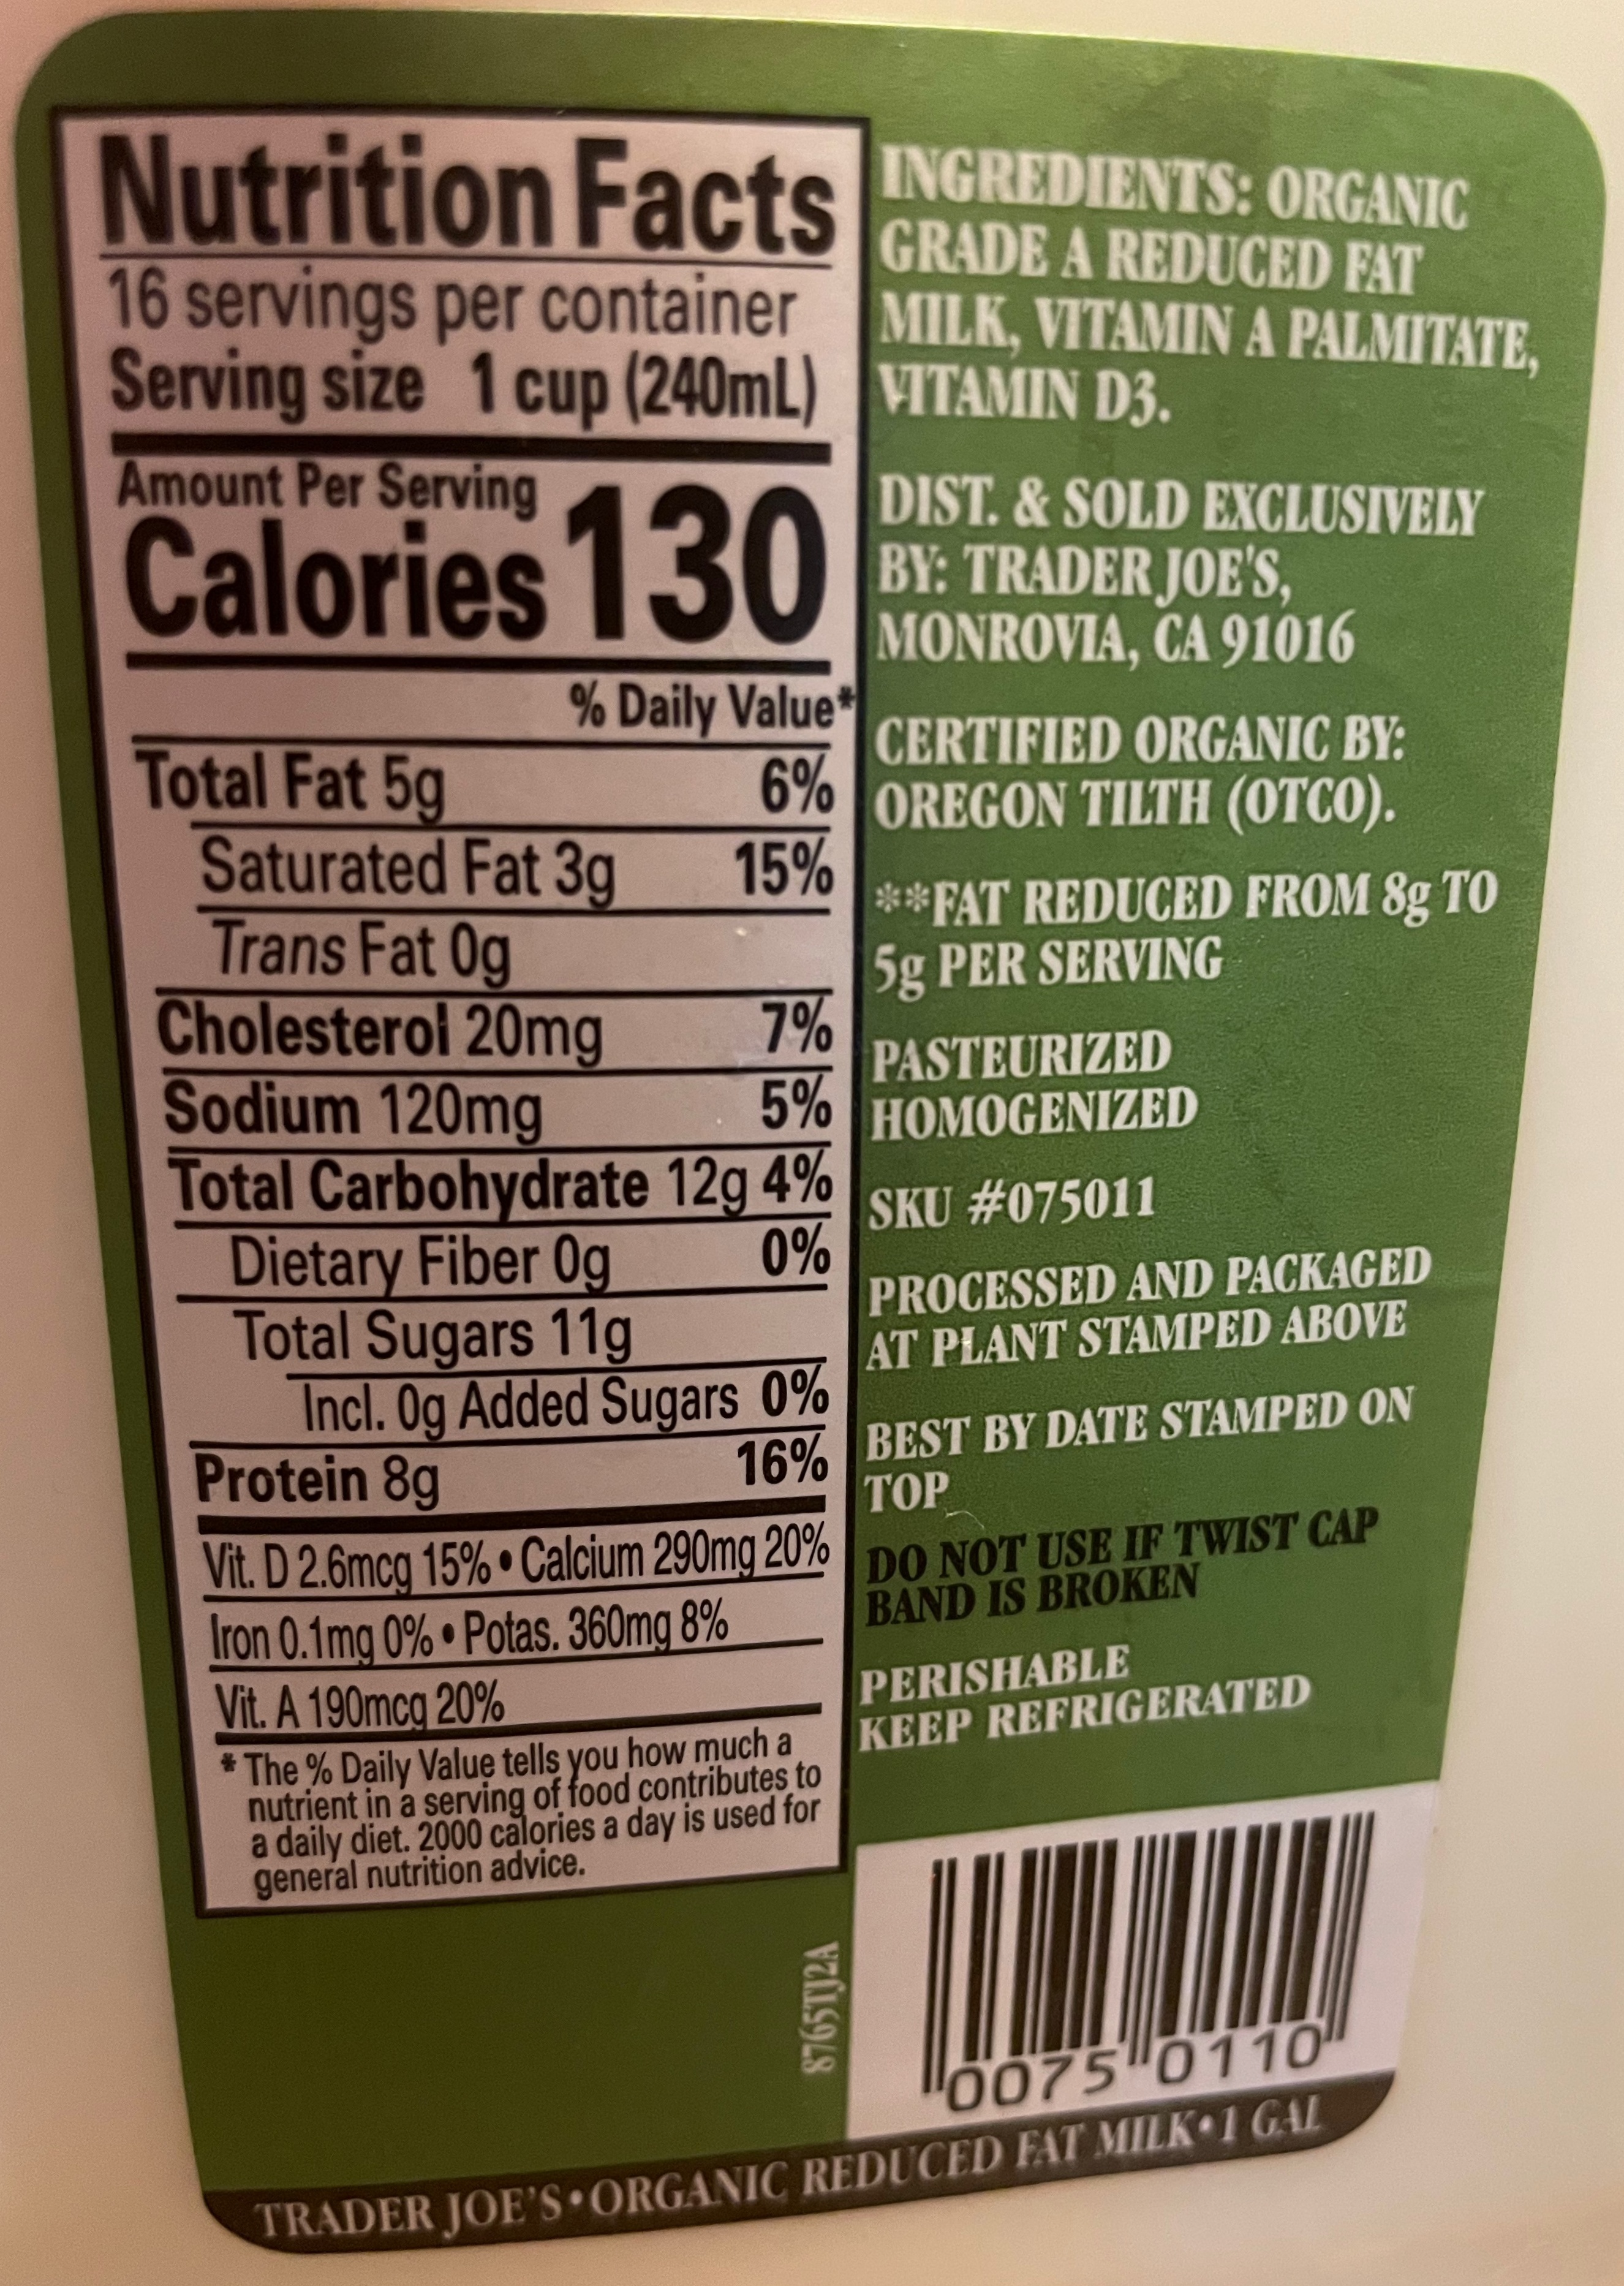 Nutrition Facts
16 servings per container
Serving size 1 cup (240mL)
Amount Per Serving
Calories 130
% Daily Value*
Total Fat 5g 6%
Saturated Fat 3g 15%
Trans Fat 0g
Cholesterol 20mg 7%
Sodium 120mg 5%
Total Carbohydrate 12g 4%
Dietary Fiber 0g 0%
Total Sugars 11g
Incl. 0g Added Sugars 0%
Protein 8g 16%
Vit. D 2.6mcg 15% • Calcium 290mg 20%
Iron 0.1mg 0% • Potas. 360mg 8%
Vit. A 190mcg 20%
* The % Daily Value tells you how much a
nutrient in a serving of food contributes to
a daily diet. 2000 calories a day is used for
general nutrition advice.
INGREDIENTS: ORGANIC
GRADE A REDUCED FAT
MILK, VITAMIN A PALMITATE,
VITAMIN D3.
DIST. & SOLD EXCLUSIVELY
BY: TRADER JOE'S,
MONROVIA, CA 91016
CERTIFIED ORGANIC BY:
OREGON TILTH (OTCO).
**FAT REDUCED FROM 8g TO
5g PER SERVING
PASTEURIZED
HOMOGENIZED
SKU #075011
PROCESSED AND PACKAGED
AT PLANT STAMPED ABOVE
BEST BY DATE STAMPED ON
TOP
DO NOT USE IF TWIST CAP
BAND IS BROKEN
PERISHABLE
KEEP REFRIGERATED
8765TJ2A
0075 0110
TRADER JOE'S • ORGANIC REDUCED FAT MILK • 1 GAL